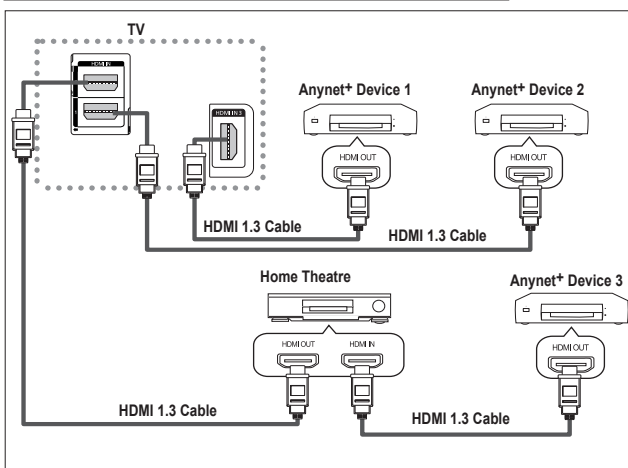 TV
HDMI IN
HDMI IN 3
Anynet+ Device 1
Anynet+ Device 2
HDMI OUT
HDMI OUT
HDMI 1.3 Cable
HDMI 1.3 Cable
Home Theatre
Anynet+ Device 3
HDMI OUT
HDMI IN
HDMI OUT
HDMI 1.3 Cable
HDMI 1.3 Cable